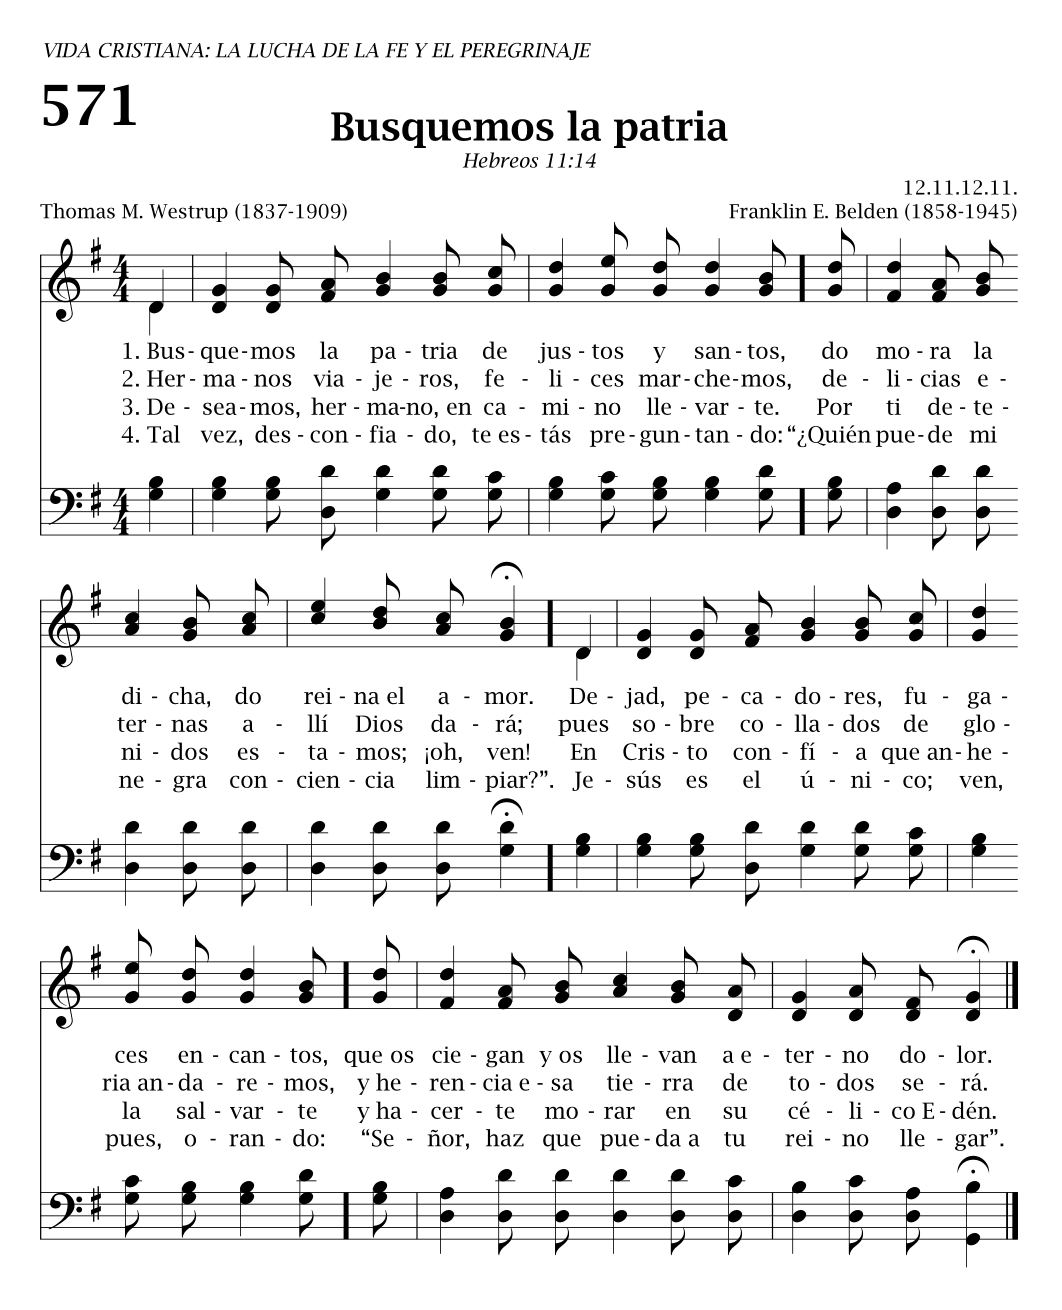 VIDA CRISTIANA: LA LUCHA DE LA FE Y EL PEREGRINAJE
571
Busquemos la patria
Hebreos 11:14
12.11.12.11.
Thomas M. Westrup (1837-1909) Franklin E. Belden (1858-1945)
1. Bus - que - mos la pa - tria de jus - tos y san - tos, do mo - ra la
2. Her - ma - nos via - je - ros, fe - li - ces mar - che - mos, de - li - cias e -
3. De - sea - mos, her - ma - no, en ca - mi - no lle - var - te. Por ti de - te -
4. Tal vez, des - con - fia - do, te es - tás pre - gun - tan - do: “¿Quién pue - de mi
di - cha, do rei - na el a - mor. De - jad, pe - ca - do - res, fu - ga -
ter - nas a - llí Dios da - rá; pues so - bre co - lla - dos de glo -
ni - dos es - ta - mos; ¡oh, ven! En Cris - to con - fí - a que an - he -
ne - gra con - cien - cia lim - piar?”. Je - sús es el ú - ni - co; ven,
ces en - can - tos, que os cie - gan y os lle - van a e - ter - no do - lor.
ria an - da - re - mos, y he - ren - cia e - sa tie - rra de to - dos se - rá.
la sal - var - te y ha - cer - te mo - rar en su cé - li - co E - dén.
pues, o - ran - do: “Se - ñor, haz que pue - da a tu rei - no lle - gar”.